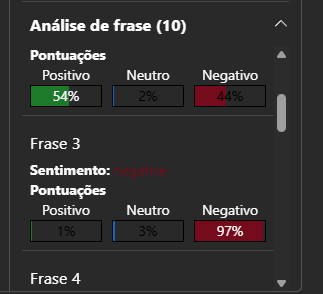 Análise de frase (10)
Pontuações
Positivo Neutro Negativo
54% 2% 44%
Frase 3
Sentimento: negativo
Pontuações
Positivo Neutro Negativo
1% 3% 97%
Frase 4